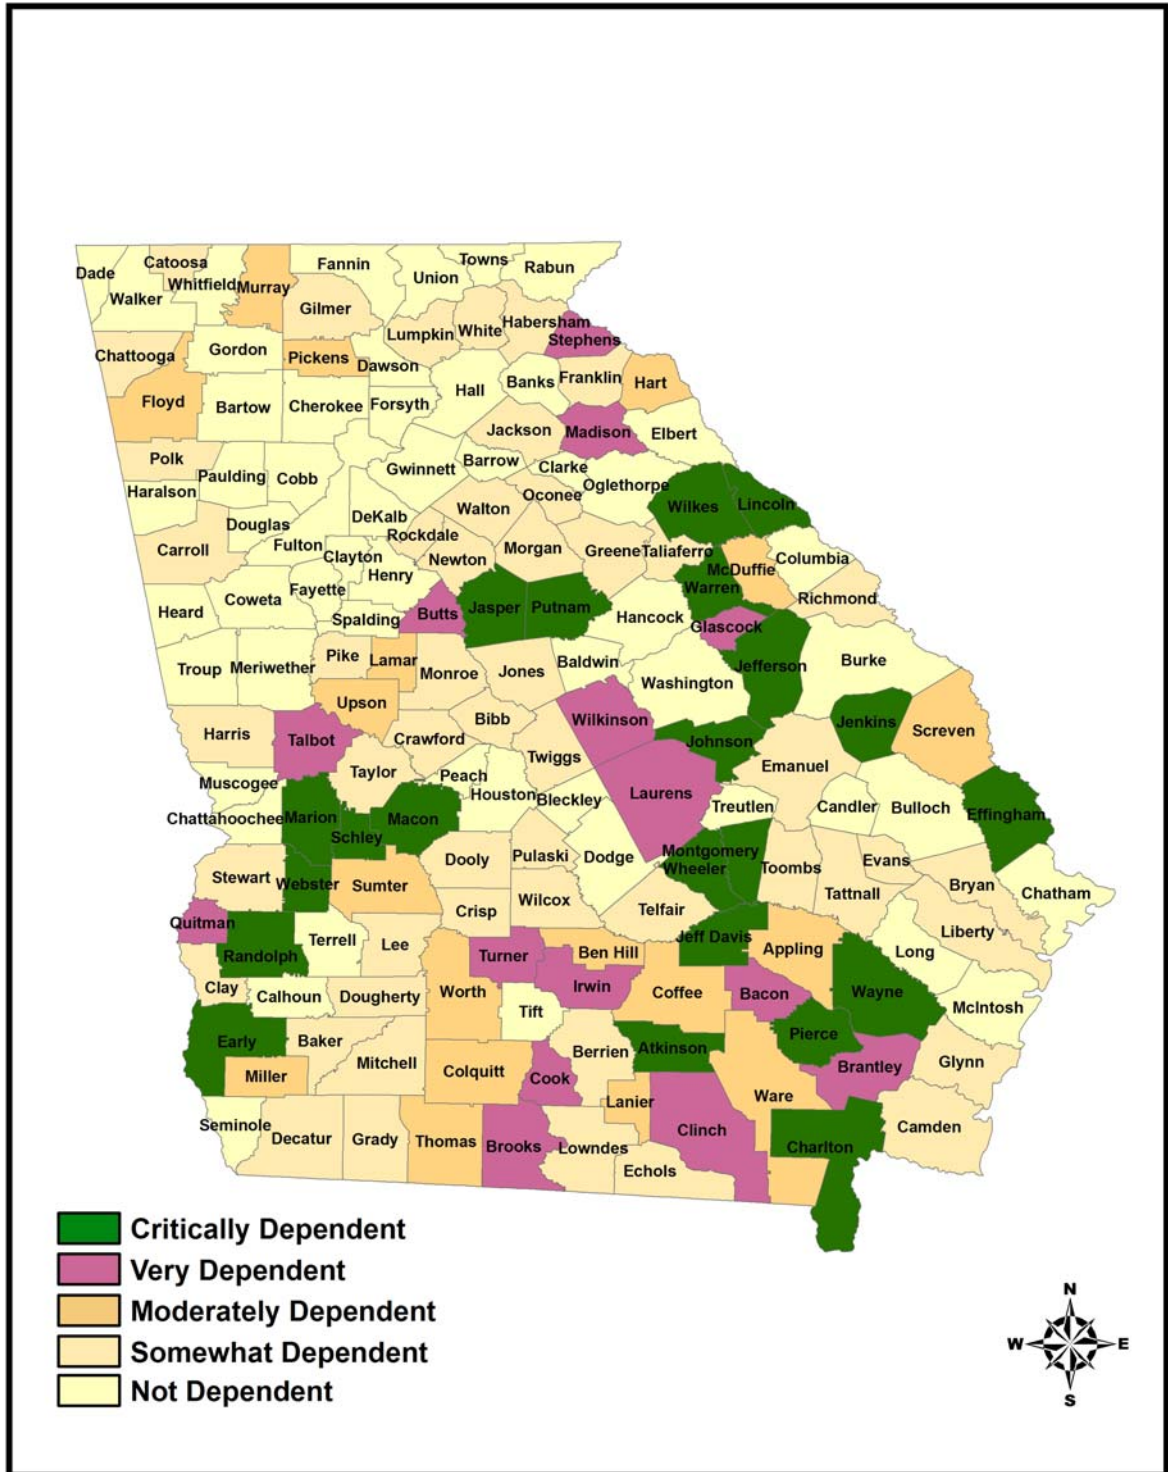 Dade
Catoosa
Whitfield
Walker
Murray
Fannin
Gilmer
Union
Towns
Rabun
Chattooga
Gordon
Pickens
Dawson
Lumpkin
White
Habersham
Stephens
Floyd
Bartow
Cherokee
Forsyth
Hall
Banks
Franklin
Hart
Polk
Paulding
Cobb
Gwinnett
Jackson
Madison
Elbert
Barrow
Clarke
Oglethorpe
Oconee
Haralson
Douglas
Fulton
DeKalb
Walton
Wilkes
Lincoln
Carroll
Clayton
Rockdale
Newton
Morgan
Greene
Taliaferro
McDuffie
Columbia
Warren
Richmond
Heard
Coweta
Fayette
Henry
Spalding
Butts
Jasper
Putnam
Hancock
Glascock
Jefferson
Burke
Troup
Meriwether
Pike
Lamar
Monroe
Jones
Baldwin
Washington
Upson
Wilkinson
Jenkins
Screven
Harris
Talbot
Crawford
Bibb
Twiggs
Johnson
Emanuel
Taylor
Muscogee
Peach
Houston
Bleckley
Laurens
Treutlen
Candler
Bulloch
Effingham
Chattahoochee
Marion
Schley
Macon
Dooly
Pulaski
Dodge
Montgomery
Wheeler
Toombs
Evans
Tattnall
Bryan
Chatham
Stewart
Webster
Sumter
Crisp
Wilcox
Telfair
Liberty
Quitman
Randolph
Terrell
Lee
Turner
Ben Hill
Jeff Davis
Appling
Long
Clay
Calhoun
Dougherty
Worth
Irwin
Tift
Coffee
Bacon
Wayne
McIntosh
Early
Baker
Mitchell
Colquitt
Cook
Berrien
Atkinson
Pierce
Brantley
Glynn
Miller
Lanier
Ware
Seminole
Decatur
Grady
Thomas
Brooks
Lowndes
Echols
Clinch
Charlton
Camden
Critically Dependent
Very Dependent
Moderately Dependent
Somewhat Dependent
Not Dependent
N
W
E
S